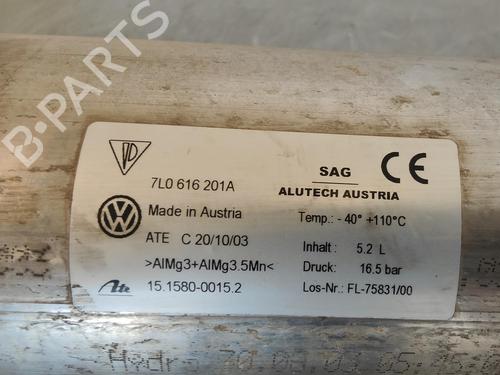 B-PARTS
7L0 616 201A
Made in Austria
ATE C 20/10/03
>AlMg3+AlMg3.5Mn<
Ate 15.1580-0015.2
SAG CE
ALUTECH AUSTRIA
Temp.: - 40° +110°C
Inhalt : 5.2 L
Druck: 16.5 bar
Los-Nr.: FL-75831/00